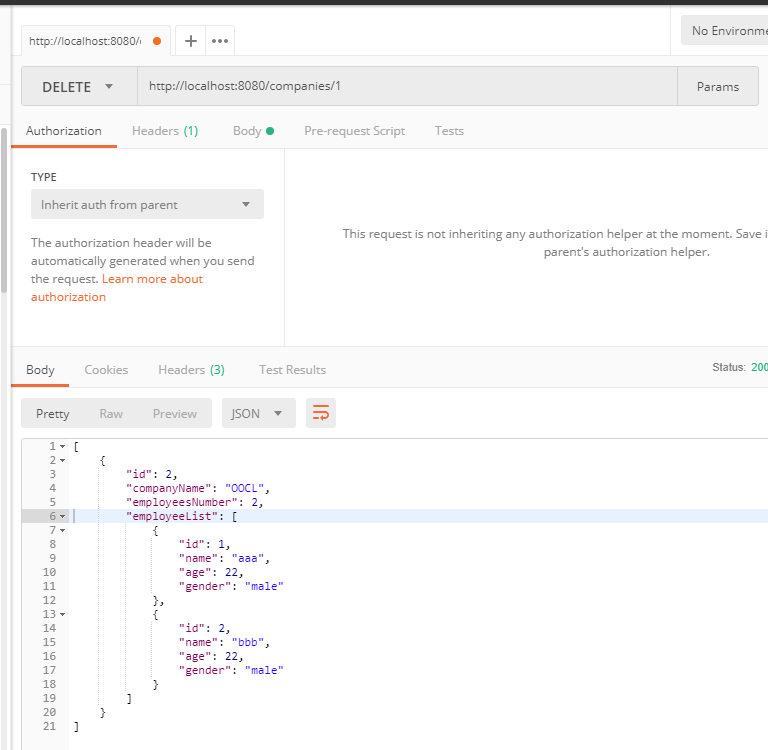 http://localhost:8080/
No Environme
DELETE
http://localhost:8080/companies/1
Params
Authorization
Headers (1)
Body
Pre-request Script
Tests
TYPE
Inherit auth from parent
The authorization header will be
automatically generated when you send
the request. Learn more about
authorization
This request is not inheriting any authorization helper at the moment. Save i
parent's authorization helper.
Body
Cookies
Headers (3)
Test Results
Status: 200
Pretty
Raw
Preview
JSON
1 [
2 {
3 "id": 2,
4 "companyName": "OOCL",
5 "employeesNumber": 2,
6 "employeeList": [
7 {
8 "id": 1,
9 "name": "aaa",
10 "age": 22,
11 "gender": "male"
12 },
13 {
14 "id": 2,
15 "name": "bbb",
16 "age": 22,
17 "gender": "male"
18 }
19 ]
20 }
21 ]